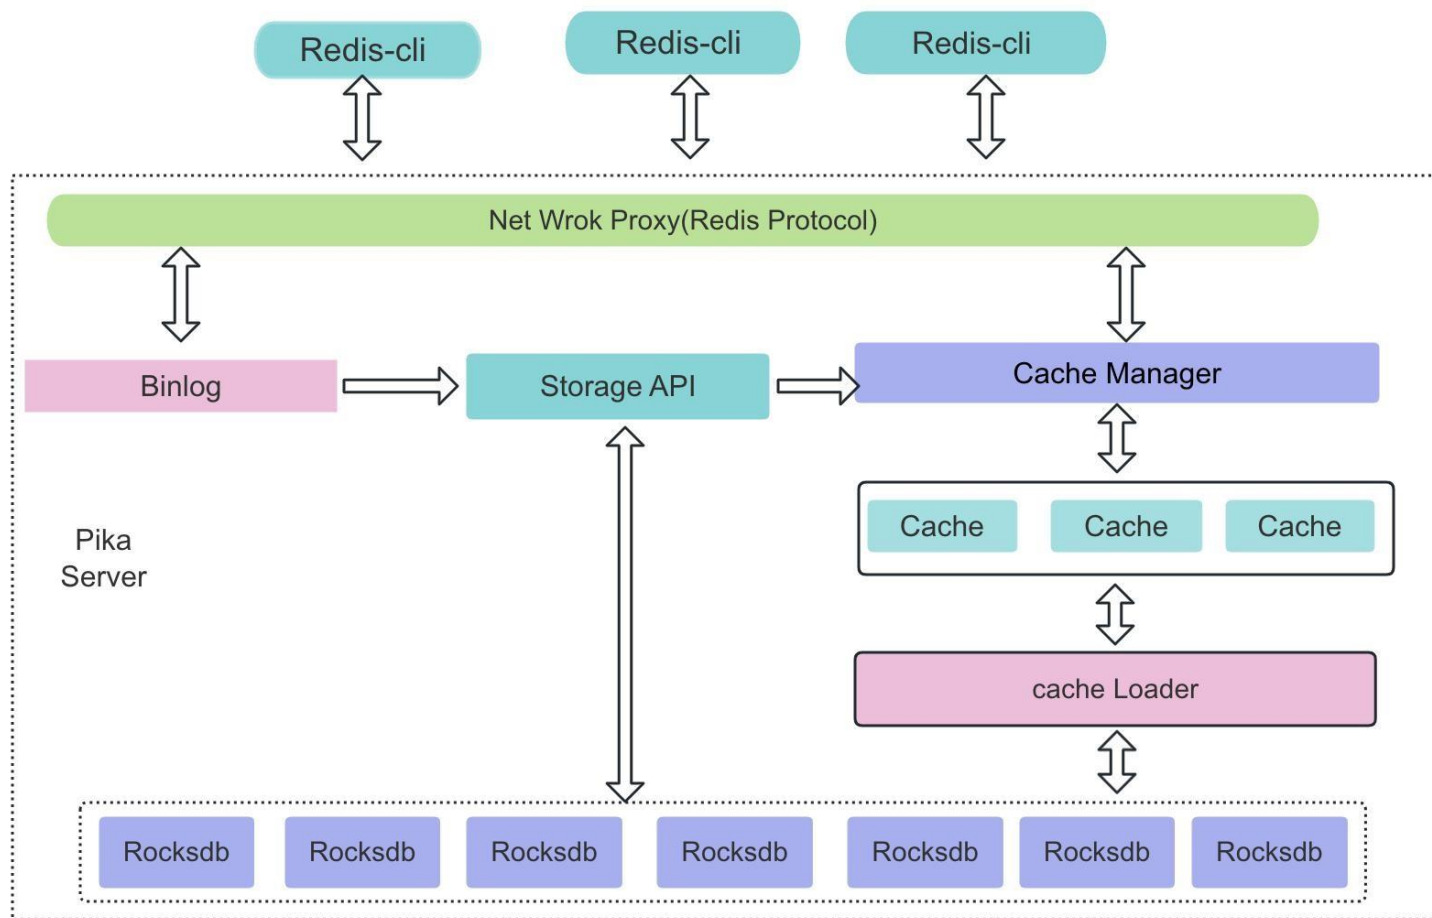 Redis-cli
Redis-cli
Redis-cli
Net Wrok Proxy(Redis Protocol)
Binlog
Storage API
Cache Manager
Cache
Cache
Cache
Pika
Server
cache Loader
Rocksdb
Rocksdb
Rocksdb
Rocksdb
Rocksdb
Rocksdb
Rocksdb